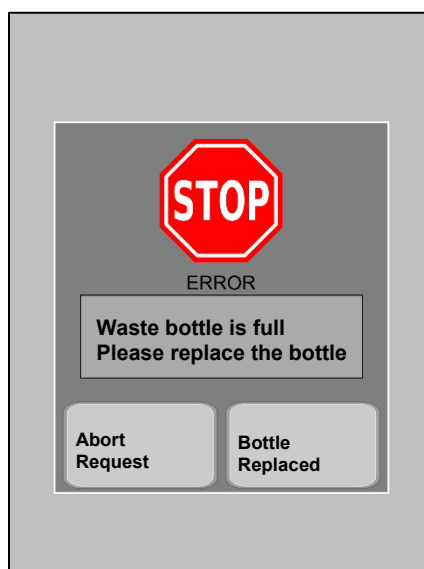 STOP
ERROR
Waste bottle is full
Please replace the bottle
Abort
Request
Bottle
Replaced